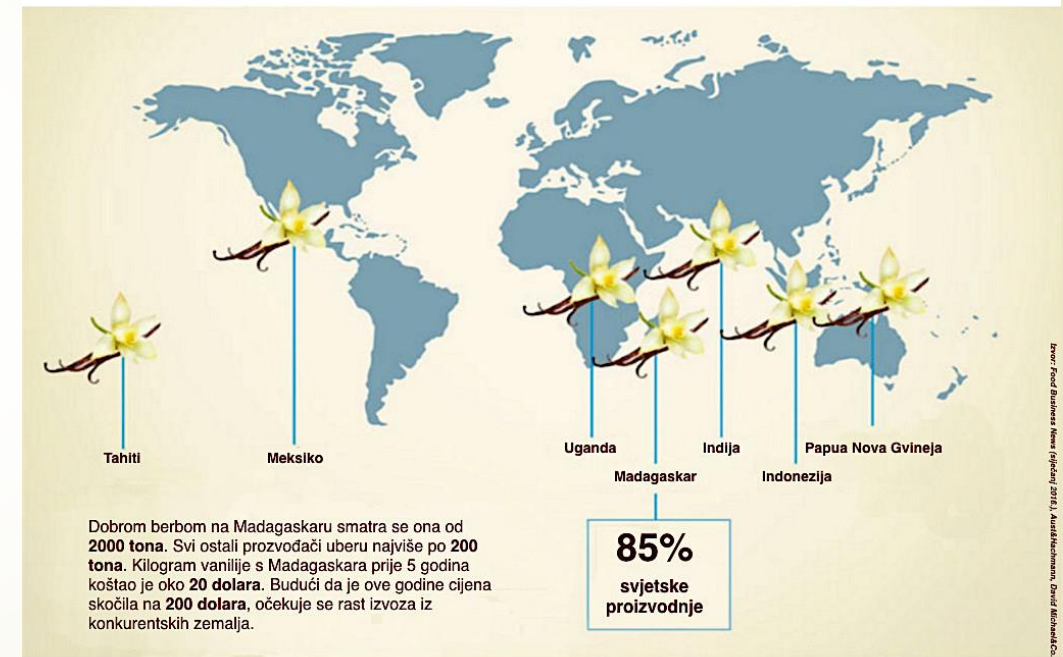 Tahiti
Meksiko
Uganda
Madagaskar
Indija
Indonezija
Papua Nova Gvineja
85%
svjetske
proizvodnje
Dobrom berbom na Madagaskaru smatra se ona od
2000 tona. Svi ostali prozvođači uberu najviše po 200
tona. Kilogram vanilije s Madagaskara prije 5 godina
koštao je oko 20 dolara. Budući da je ove godine cijena
skočila na 200 dolara, očekuje se rast izvoza iz
konkurentskih zemalja.
Izvor: Food Business News (siječanj 2016.), Aust&Hachmann, David Michael&Co.